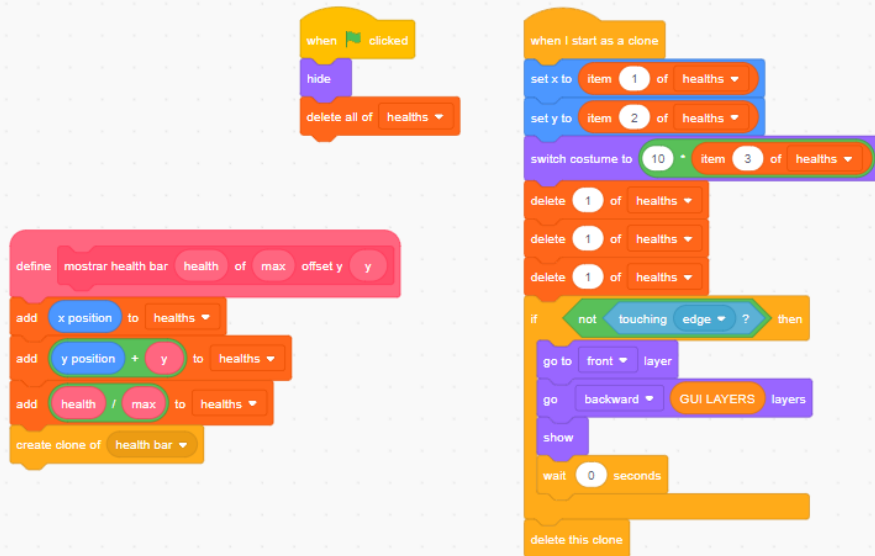 when clicked
hide
delete all of healths
define mostrar health bar health of max offset y y
add x position to healths
add y position + y to healths
add health / max to healths
create clone of health bar
when I start as a clone
set x to item 1 of healths
set y to item 2 of healths
switch costume to 10 * item 3 of healths
delete 1 of healths
delete 1 of healths
delete 1 of healths
if not touching edge ? then
go to front layer
go backward GUI LAYERS layers
show
wait 0 seconds
delete this clone